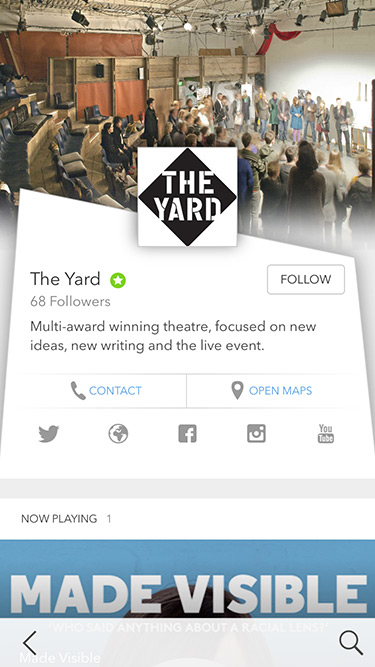 THE
YARD
The Yard
FOLLOW
68 Followers
Multi-award winning theatre, focused on new
ideas, new writing and the live event.
CONTACT
OPEN MAPS
You
Tube
NOW PLAYING 1
MADE VISIBLE
"WHO SAID ANYTHING ABOUT A RACIAL LENS?"
Made Visible